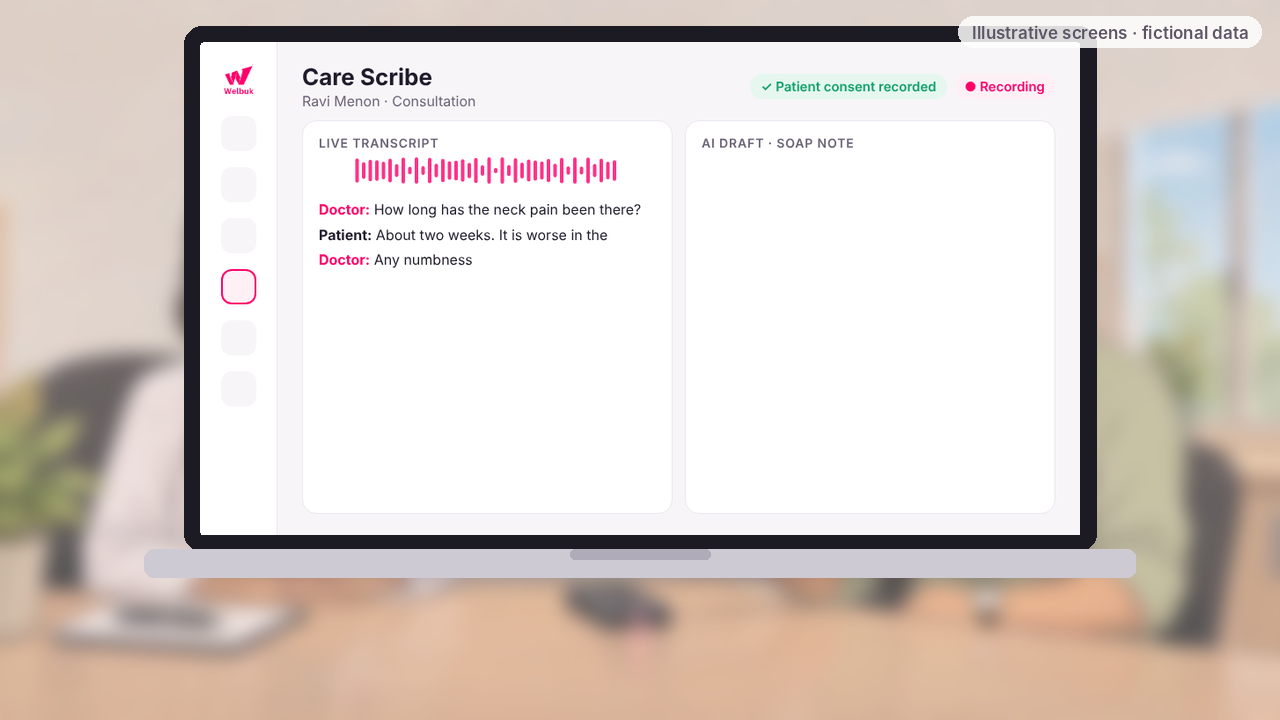 Illustrative screens · fictional data
Welbuk
Care Scribe
Ravi Menon · Consultation
✓ Patient consent recorded
● Recording
LIVE TRANSCRIPT
Doctor: How long has the neck pain been there?
Patient: About two weeks. It is worse in the
Doctor: Any numbness
AI DRAFT · SOAP NOTE